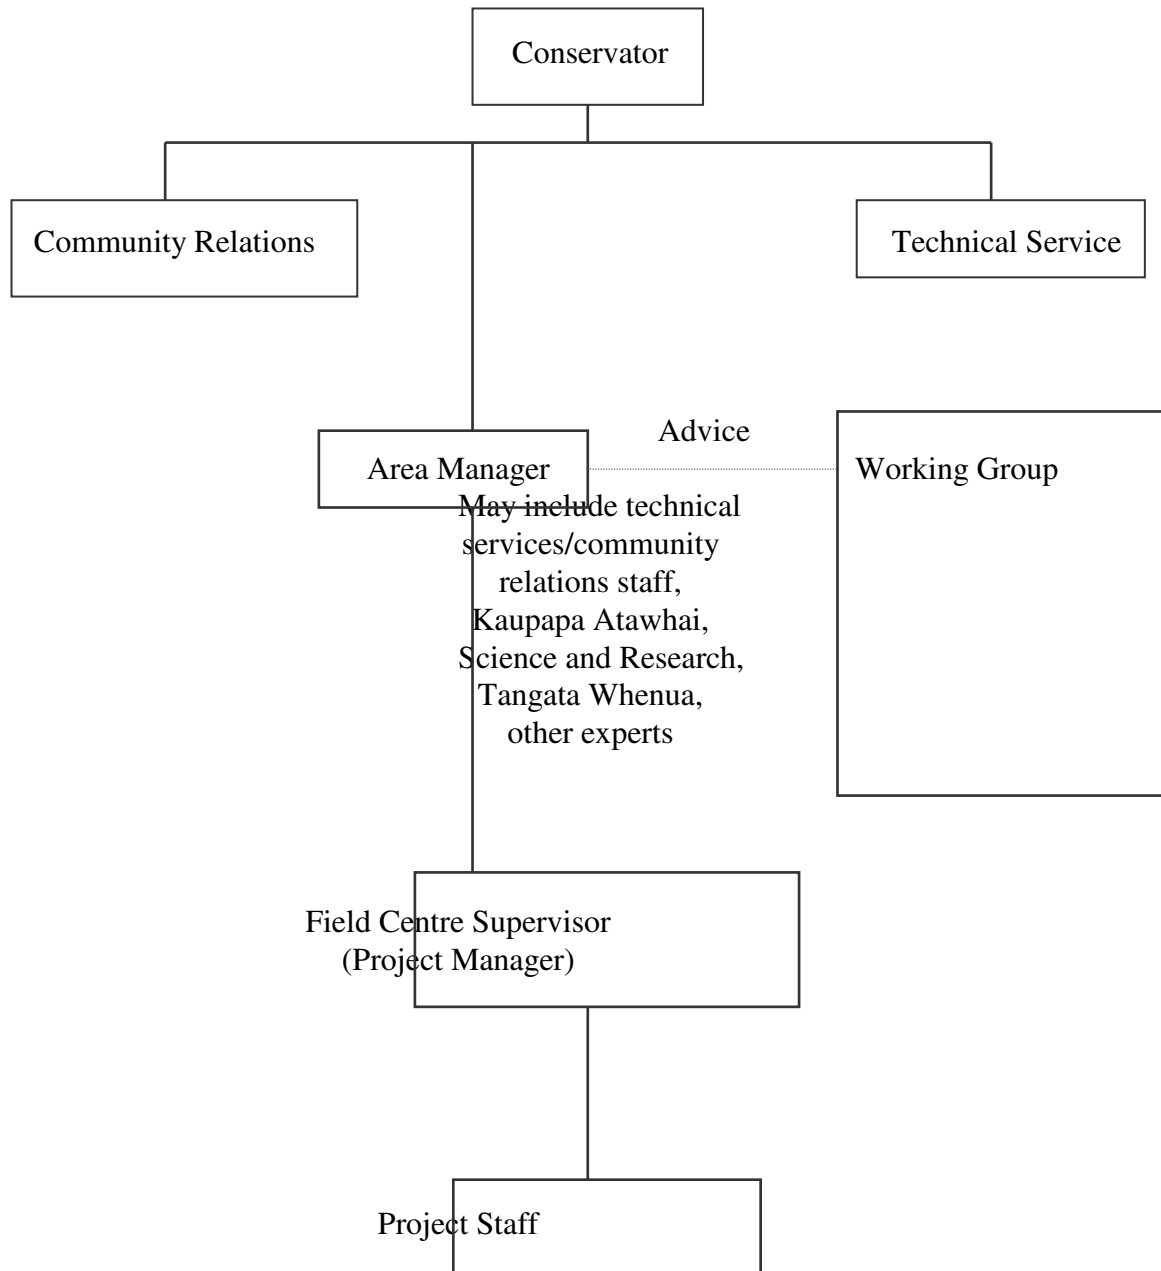 Conservator
Community Relations
Technical Service
Advice
Area Manager
Working Group
May include technical
services/community
relations staff,
Kaupapa Atawhai,
Science and Research,
Tangata Whenua,
other experts
Field Centre Supervisor
(Project Manager)
Project Staff